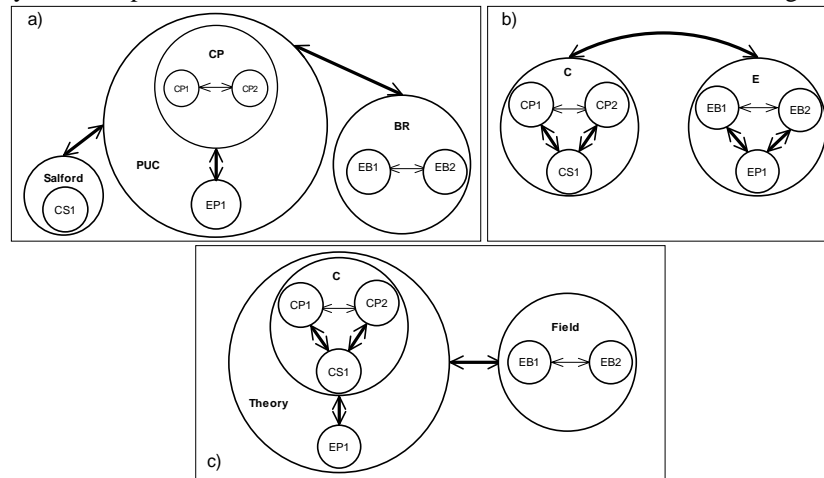 a)
CP
CP1
CP2
PUC
EP1
Salford
CS1
BR
EB1
EB2
b)
C
CP1
CP2
CS1
E
EB1
EB2
EP1
c)
C
CP1
CP2
CS1
Theory
EP1
Field
EB1
EB2